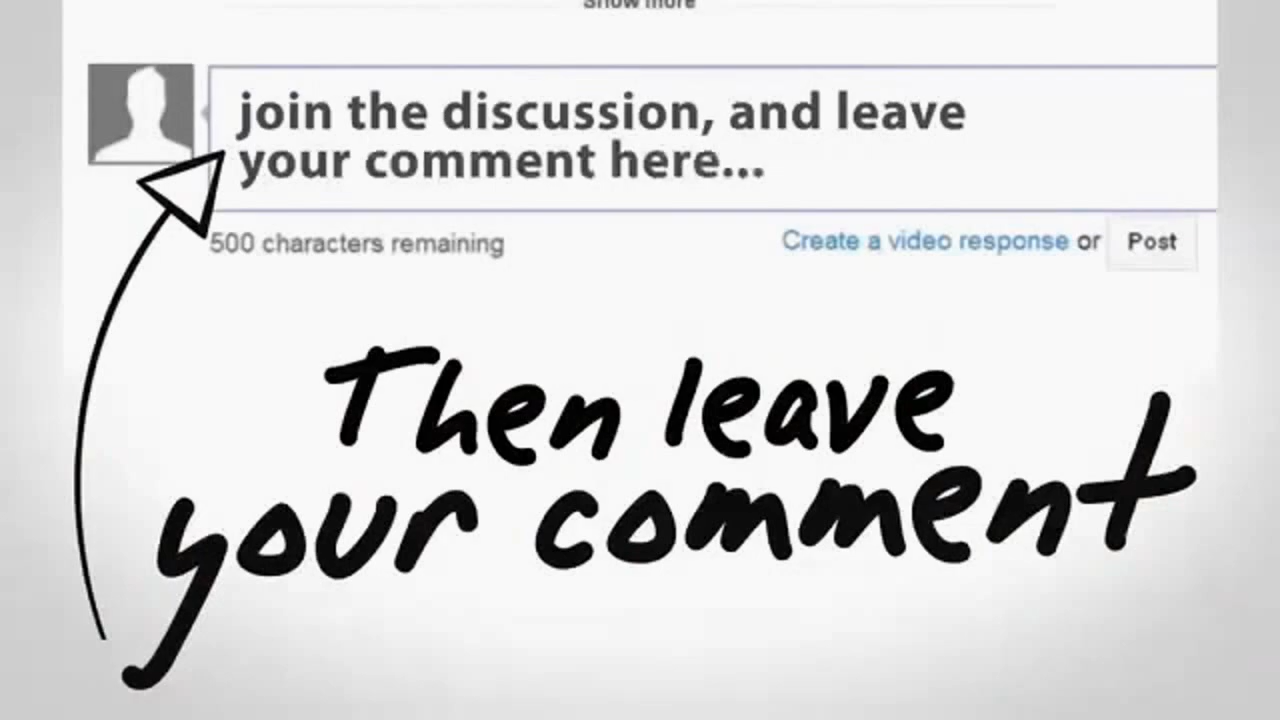 Show more
join the discussion, and leave
your comment here...
500 characters remaining
Create a video response or Post
Then leave
your comment